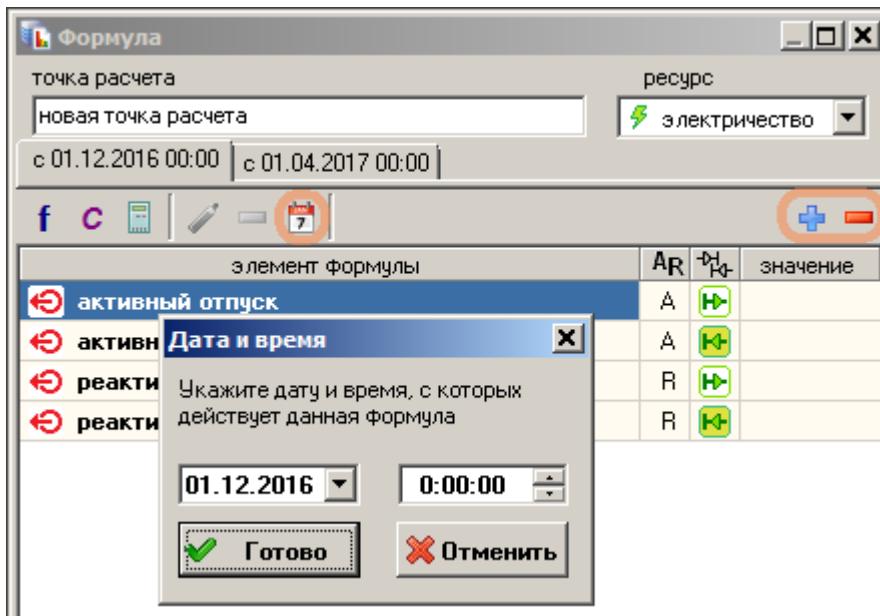 Формула
точка расчета
ресурс
новая точка расчета
электричество
с 01.12.2016 00:00
с 01.04.2017 00:00
f C 7
элемент формулы
AR
значение
активный отпуск
A
активн
A
реакти
R
реакти
R
Дата и время
Укажите дату и время, с которых
действует данная формула
01.12.2016
0:00:00
Готово
Отменить